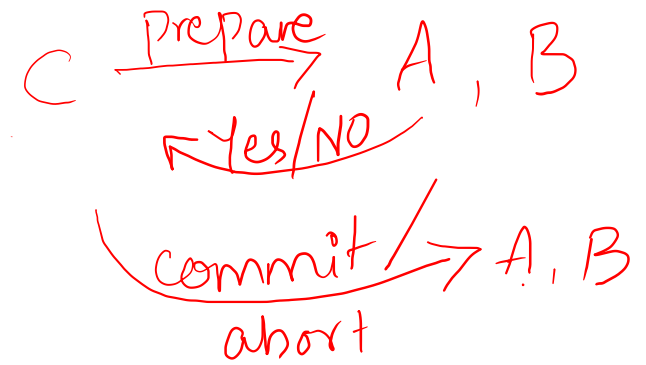 prepare
C A, B
Yes/NO
commit/ A, B
abort